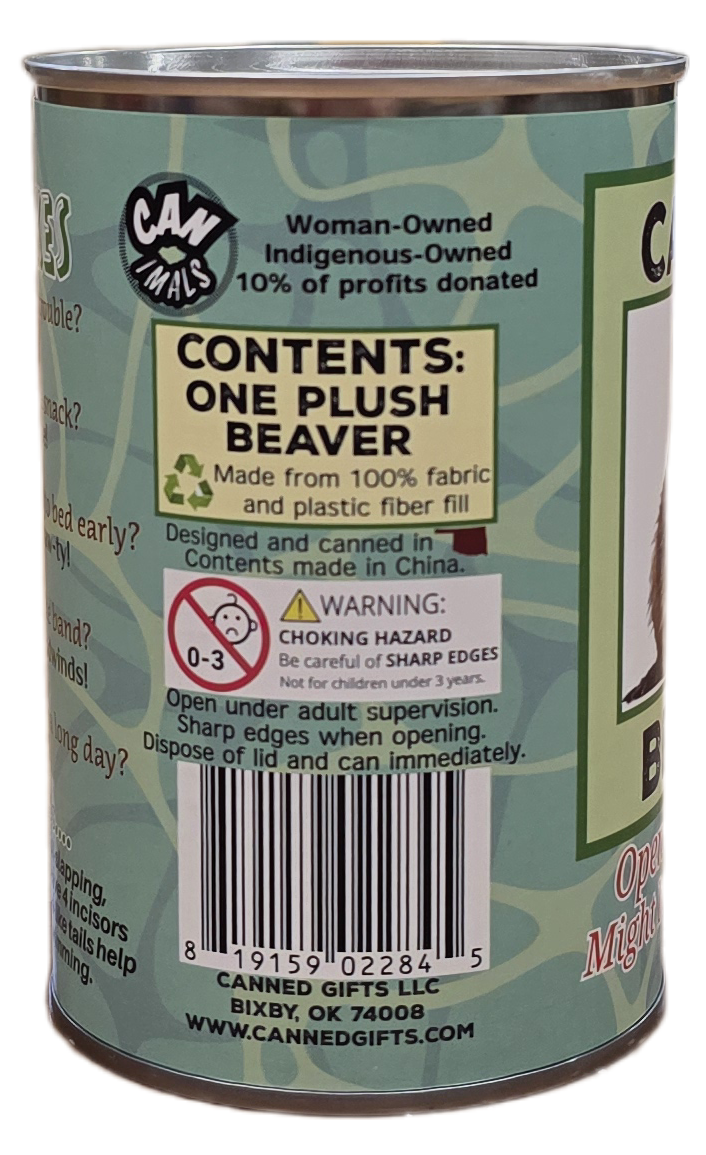 CAN
IMALS
Woman-Owned
Indigenous-Owned
10% of profits donated
CONTENTS:
ONE PLUSH
BEAVER
Made from 100% fabric
and plastic fiber fill
Designed and canned in
Contents made in China.
0-3
WARNING:
CHOKING HAZARD
Be careful of SHARP EDGES
Not for children under 3 years.
Open under adult supervision.
Sharp edges when opening.
Dispose of lid and can immediately.
8 19159 02284 5
CANNED GIFTS LLC
BIXBY, OK 74008
WWW.CANNEDGIFTS.COM
bed early?
band?
winds!
long day?
4 incisors
tails help
Might